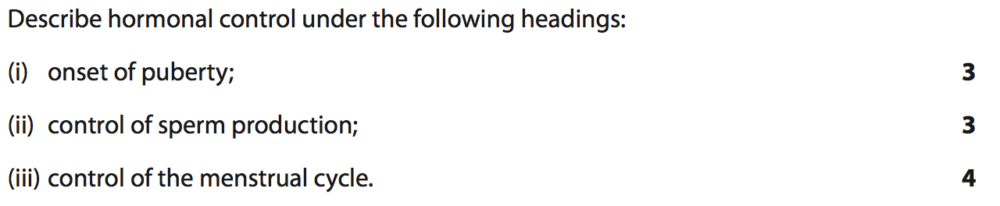 Describe hormonal control under the following headings:
(i) onset of puberty; 3
(ii) control of sperm production; 3
(iii) control of the menstrual cycle. 4